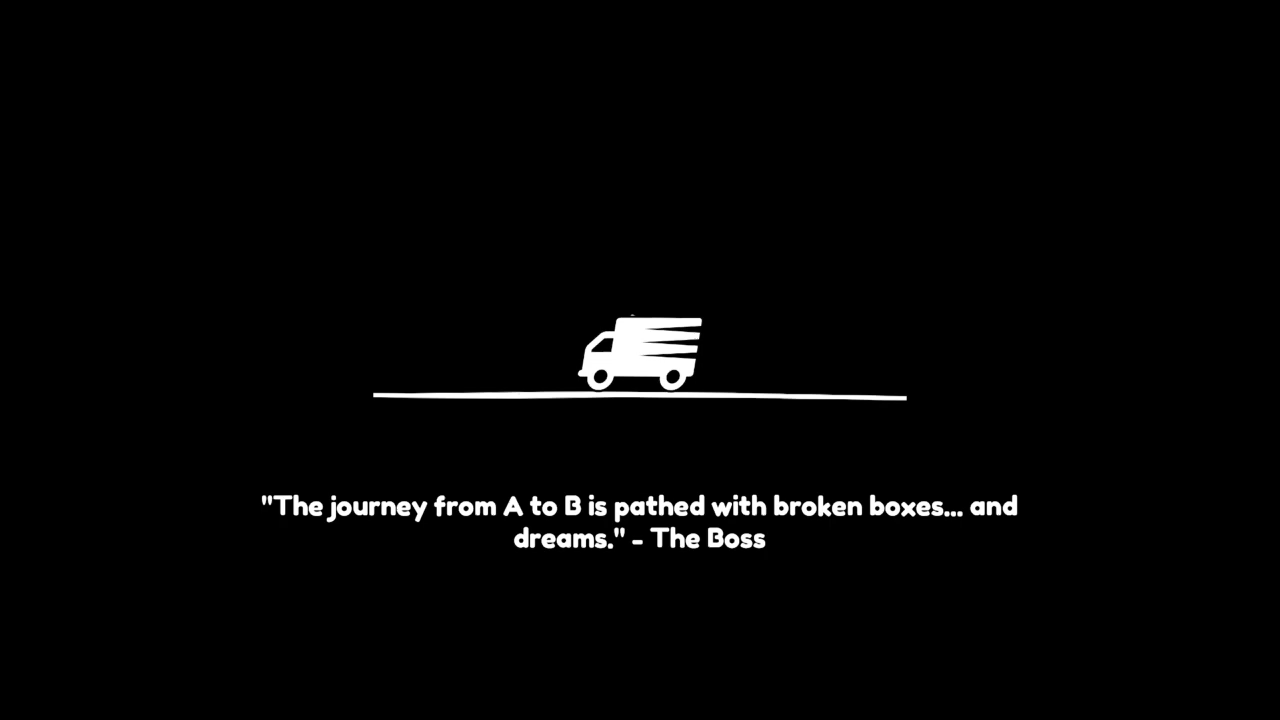 "The journey from A to B is pathed with broken boxes... and
dreams." - The Boss